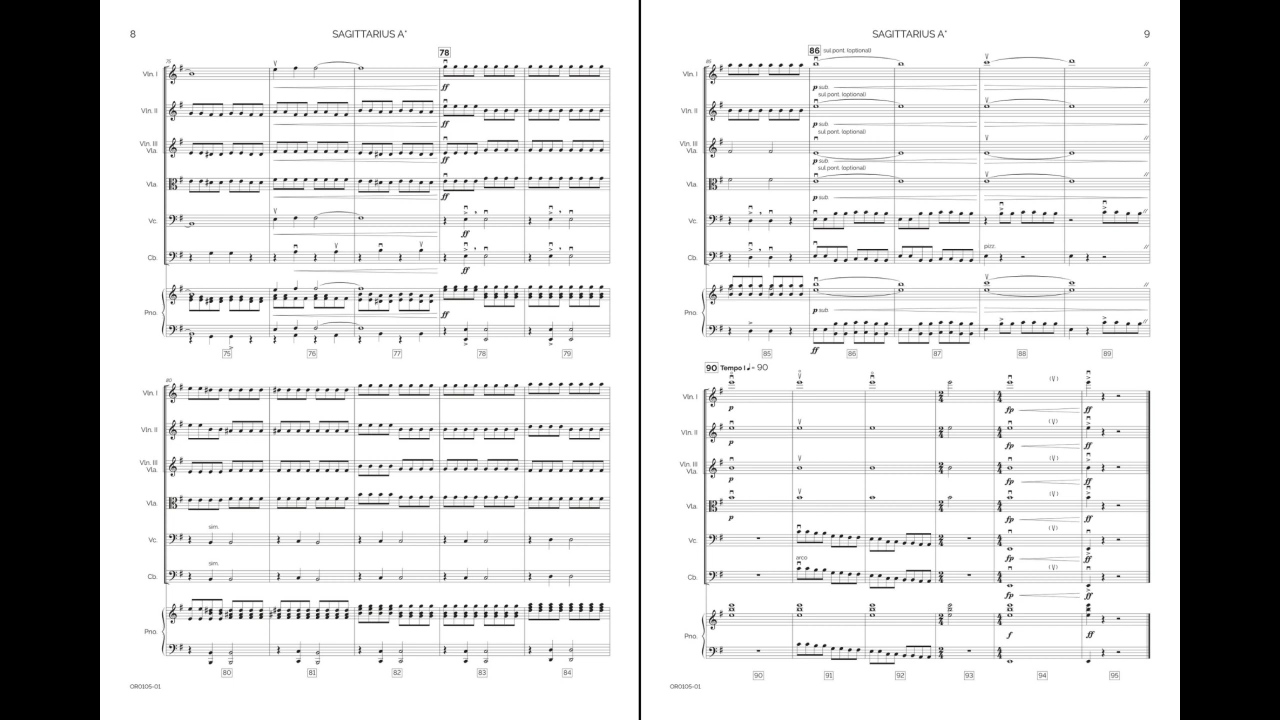 8
SAGITTARIUS A*
78
75
Vln. I
Vln. II
ff
Vln. III
Vla.
ff
Vla.
ff
Vc.
ff
ff
Cb.
ff
Pno.
ff
75 76 77 78 79
80
Vln. I
Vln. II
Vln. III
Vla.
Vla.
sim.
Vc.
sim.
Cb.
Pno.
80 81 82 83 84
OR0105-01
SAGITTARIUS A*
9
86 sul pont. (optional)
85
Vln. I
p sub.
sul pont. (optional)
Vln. II
p sub.
sul pont. (optional)
Vln. III
Vla.
p sub.
sul pont. (optional)
Vla.
p sub.
Vc.
pizz.
Cb.
p sub.
Pno.
ff
85 86 87 88 89
90 Tempo I ♩= 90
Vln. I
p fp ff
Vln. II
p fp ff
Vln. III
Vla.
p fp ff
Vla.
p fp ff
Vc.
fp ff
arco
Cb.
fp ff
Pno.
f ff
90 91 92 93 94 95
OR0105-01